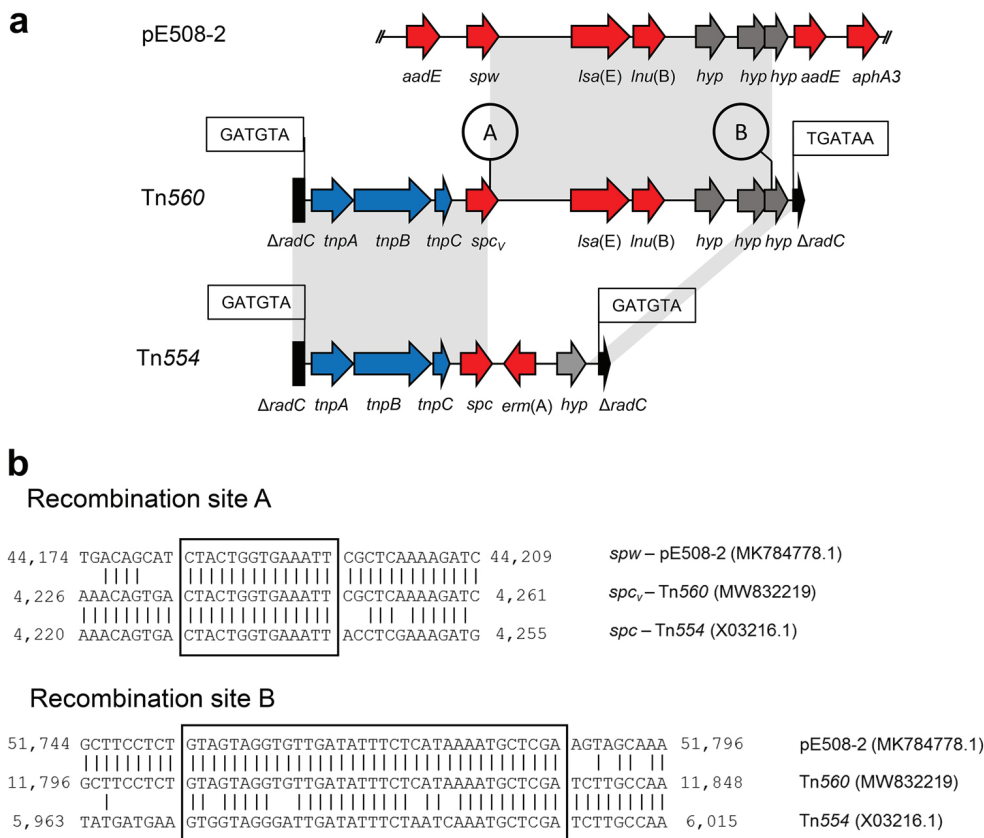 a
pE508-2
aadE spw lsa(E) lnu(B) hyp hyp hyp aadE aphA3
GATGTA A B TGATAA
Tn560
ΔradC tnpA tnpB tnpC spcV lsa(E) lnu(B) hyp hyp hyp ΔradC
GATGTA GATGTA
Tn554
ΔradC tnpA tnpB tnpC spc erm(A) hyp ΔradC
b
Recombination site A
44,174 TGACAGCAT CTACTGGTGAAATT CGCTCAAAAGATC 44,209 spw – pE508-2 (MK784778.1)
4,226 AAACAGTGA CTACTGGTGAAATT CGCTCAAAAGATC 4,261 spcv – Tn560 (MW832219)
4,220 AAACAGTGA CTACTGGTGAAATT ACCTCGAAAGATG 4,255 spc – Tn554 (X03216.1)
Recombination site B
51,744 GCTTCCTCT GTAGTAGGTGTTGATATTTCTCATAAAATGCTCGA AGTAGCAAA 51,796 pE508-2 (MK784778.1)
11,796 GCTTCCTCT GTAGTAGGTGTTGATATTTCTCATAAAATGCTCGA TCTTGCCAA 11,848 Tn560 (MW832219)
5,963 TATGATGAA GTGGTAGGGATTGATATTTCTAATCAAATGCTCGA TCTTGCCAA 6,015 Tn554 (X03216.1)